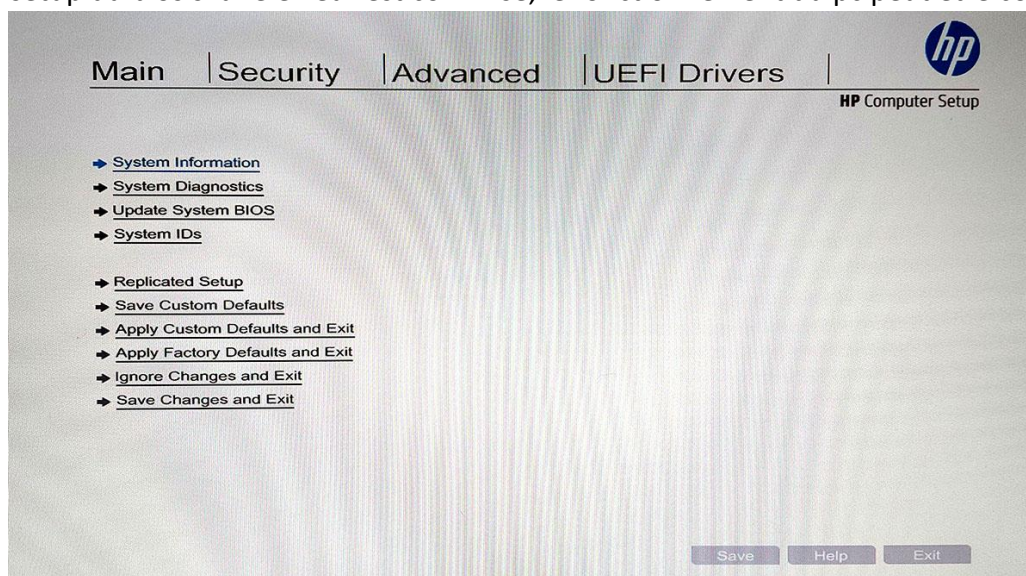 Main
Security
Advanced
UEFI Drivers
hp
HP Computer Setup
System Information
System Diagnostics
Update System BIOS
System IDs
Replicated Setup
Save Custom Defaults
Apply Custom Defaults and Exit
Apply Factory Defaults and Exit
Ignore Changes and Exit
Save Changes and Exit
Save
Help
Exit